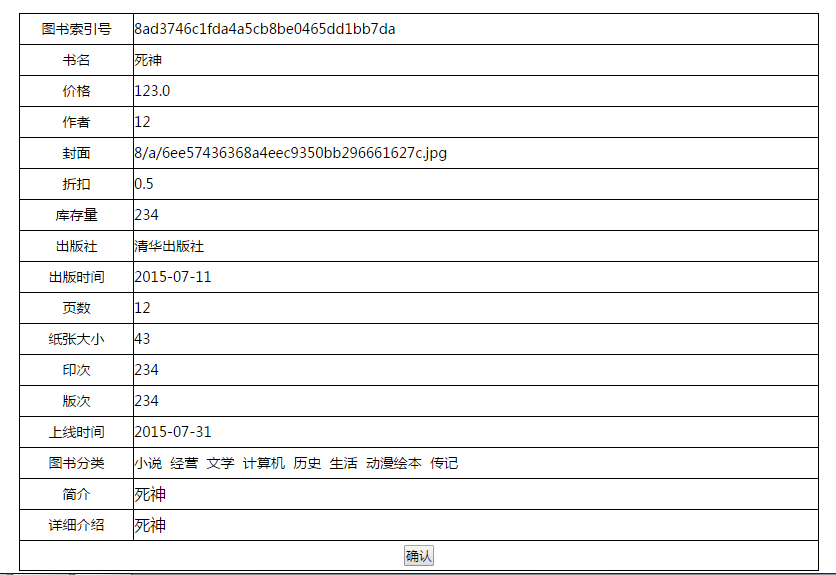 图书索引号 8ad3746c1fda4a5cb8be0465dd1bb7da
书名 死神
价格 123.0
作者 12
封面 8/a/6ee57436368a4eec9350bb296661627c.jpg
折扣 0.5
库存量 234
出版社 清华出版社
出版时间 2015-07-11
页数 12
纸张大小 43
印次 234
版次 234
上线时间 2015-07-31
图书分类 小说 经营 文学 计算机 历史 生活 动漫绘本 传记
简介 死神
详细介绍 死神
确认